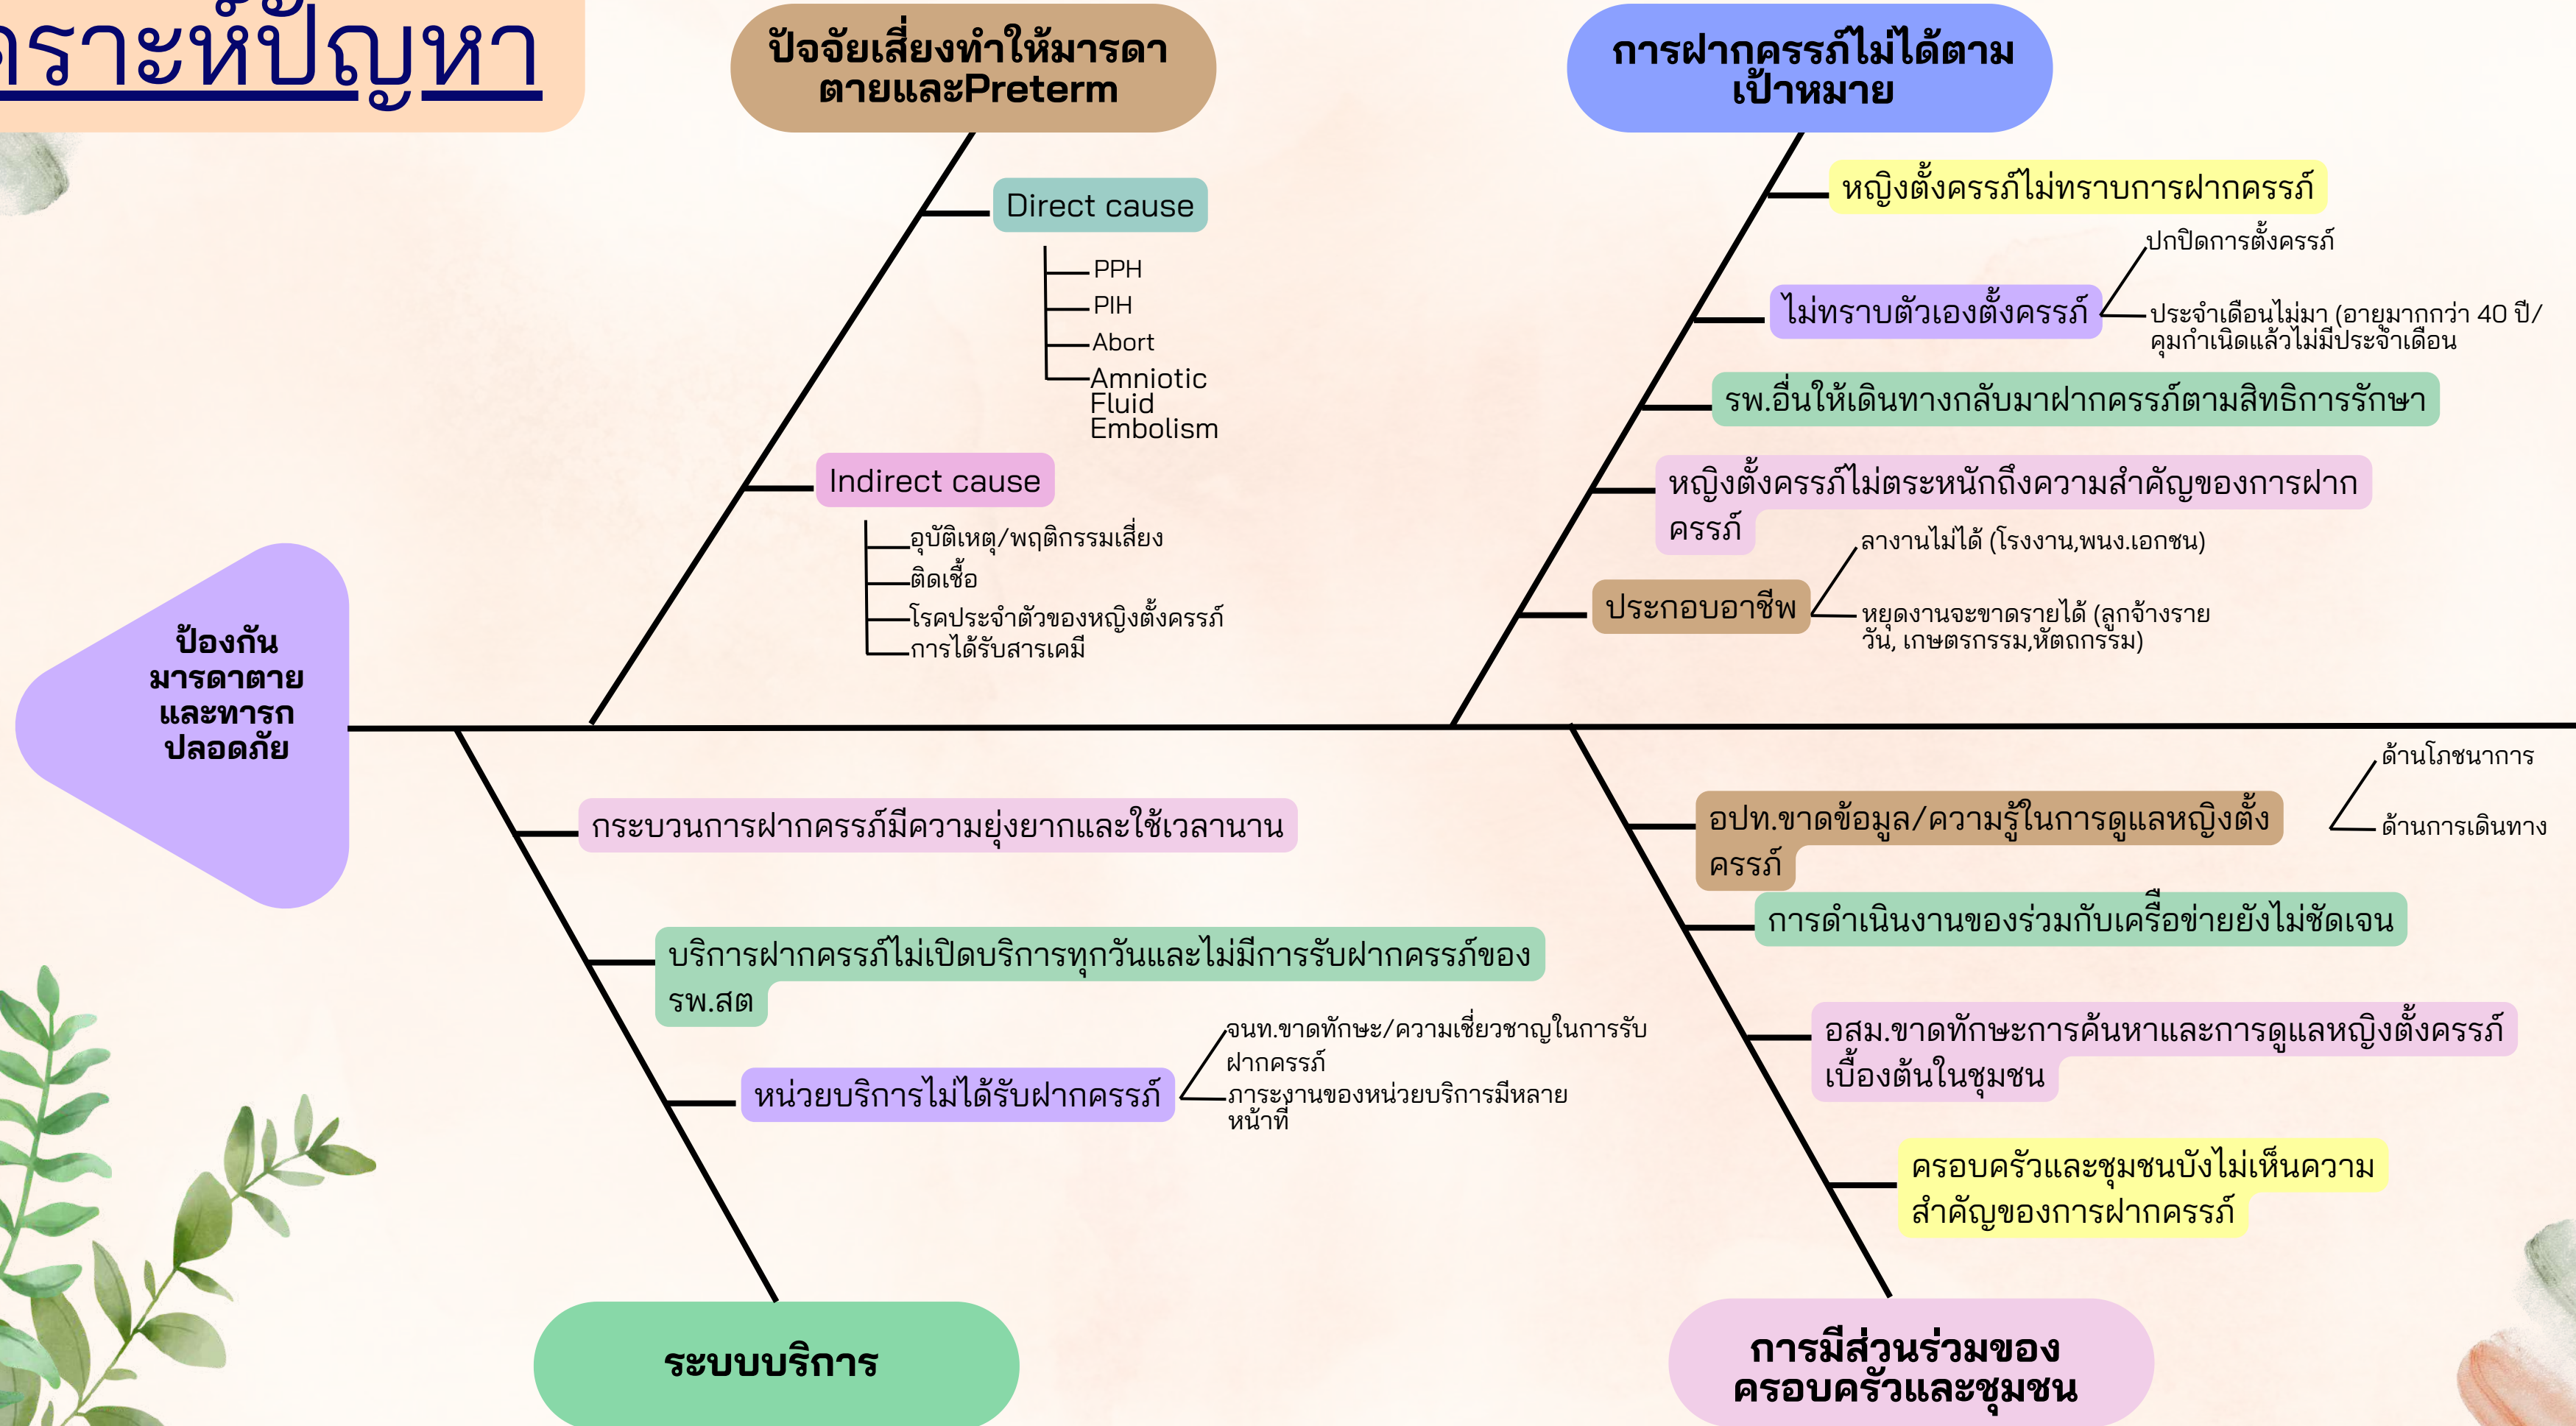 คราะห์ปัญหา
ปัจจัยเสี่ยงทำให้มารดา
ตายและPreterm
Direct cause
PPH
PIH
Abort
Amniotic
Fluid
Embolism
Indirect cause
อุบัติเหตุ/พฤติกรรมเสี่ยง
ติดเชื้อ
โรคประจำตัวของหญิงตั้งครรภ์
การได้รับสารเคมี
การฝากครรภ์ไม่ได้ตาม
เป้าหมาย
หญิงตั้งครรภ์ไม่ทราบการฝากครรภ์
ปกปิดการตั้งครรภ์
ไม่ทราบตัวเองตั้งครรภ์
ประจำเดือนไม่มา (อายุมากกว่า 40 ปี/
คุมกำเนิดแล้วไม่มีประจำเดือน
รพ.อื่นให้เดินทางกลับมาฝากครรภ์ตามสิทธิการรักษา
หญิงตั้งครรภ์ไม่ตระหนักถึงความสำคัญของการฝาก
ครรภ์
ลางานไม่ได้ (โรงงาน,พนง.เอกชน)
ประกอบอาชีพ
หยุดงานจะขาดรายได้ (ลูกจ้างราย
วัน, เกษตรกรรม,หัตถกรรม)
ป้องกัน
มารดาตาย
และทารก
ปลอดภัย
กระบวนการฝากครรภ์มีความยุ่งยากและใช้เวลานาน
บริการฝากครรภ์ไม่เปิดบริการทุกวันและไม่มีการรับฝากครรภ์ของ
รพ.สต
จนท.ขาดทักษะ/ความเชี่ยวชาญในการรับ
ฝากครรภ์
หน่วยบริการไม่ได้รับฝากครรภ์
ภาระงานของหน่วยบริการมีหลาย
หน้าที่
ระบบบริการ
ด้านโภชนาการ
อปท.ขาดข้อมูล/ความรู้ในการดูแลหญิงตั้ง
ครรภ์
ด้านการเดินทาง
การดำเนินงานของร่วมกับเครือข่ายยังไม่ชัดเจน
อสม.ขาดทักษะการค้นหาและการดูแลหญิงตั้งครรภ์
เบื้องต้นในชุมชน
ครอบครัวและชุมชนบังไม่เห็นความ
สำคัญของการฝากครรภ์
การมีส่วนร่วมของ
ครอบครัวและชุมชน